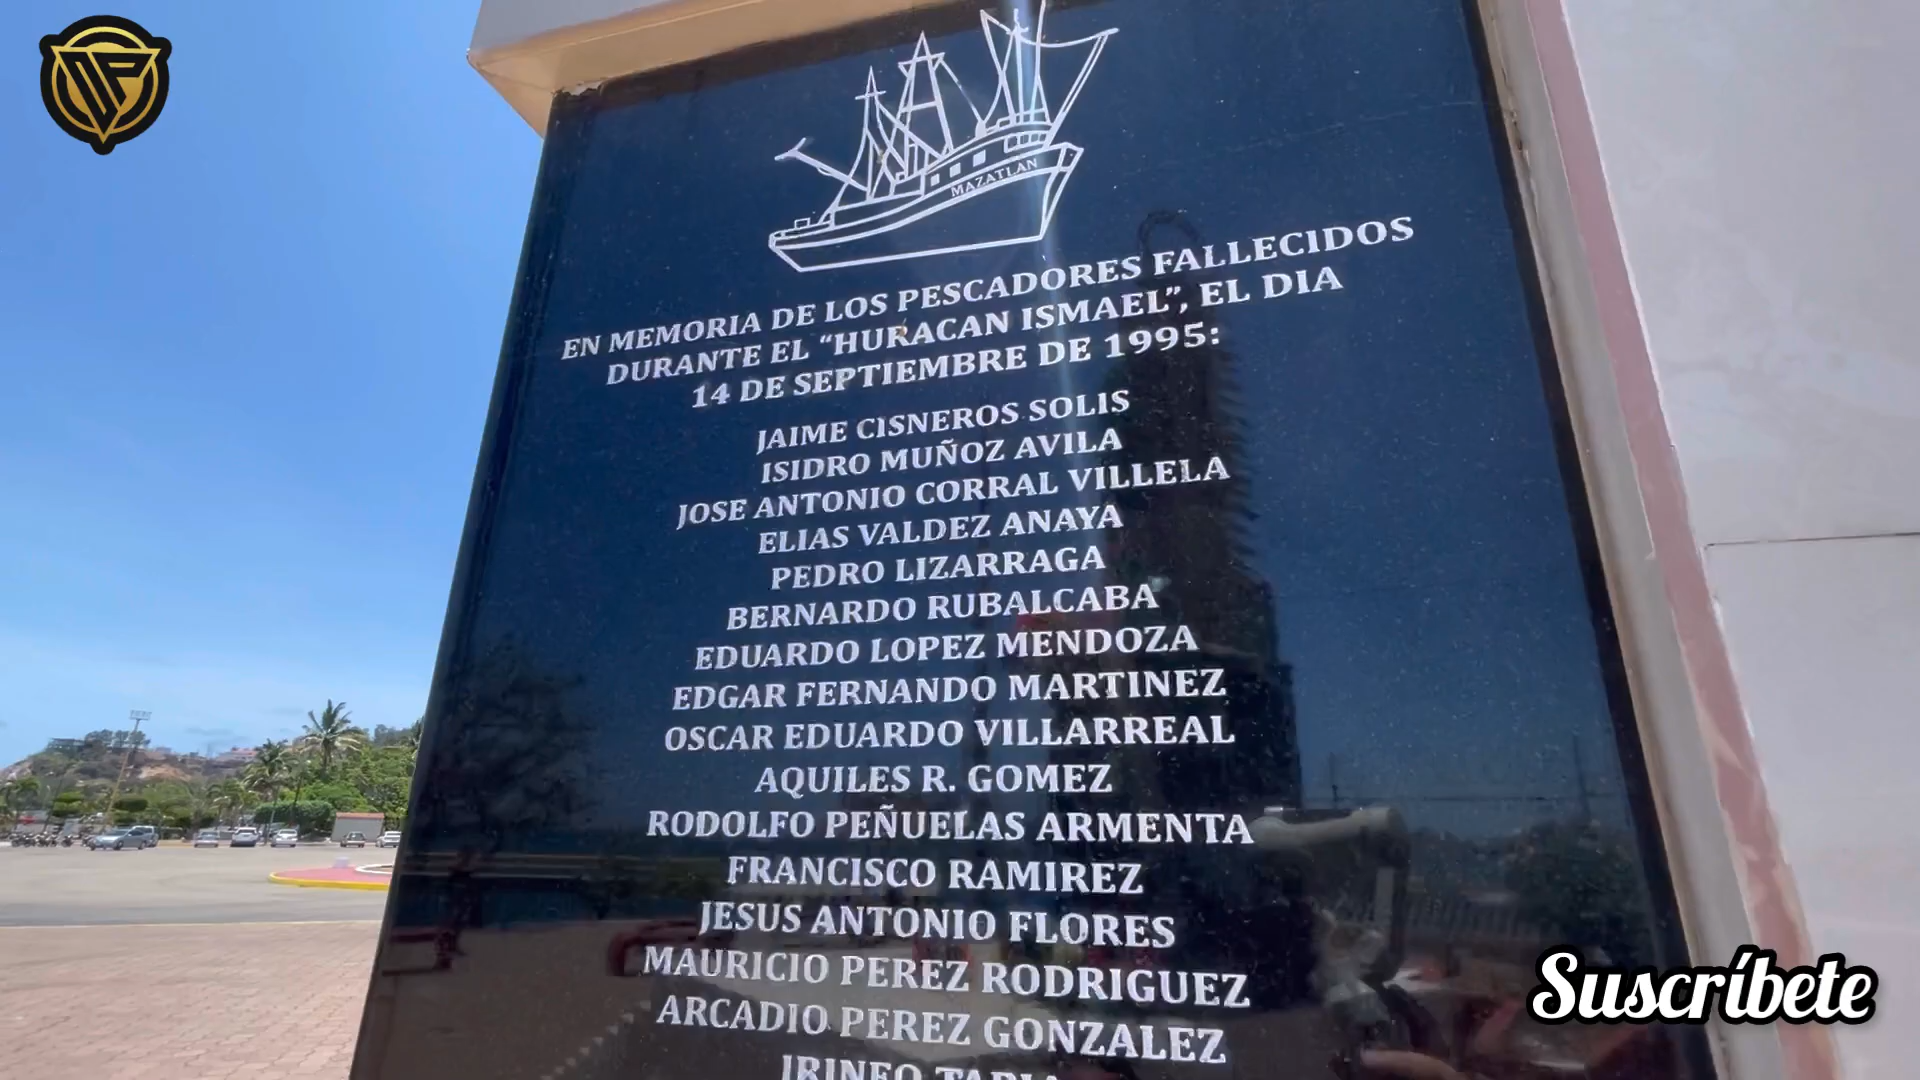 MAZATLAN
EN MEMORIA DE LOS PESCADORES FALLECIDOS
DURANTE EL "HURACAN ISMAEL”, EL DIA
14 DE SEPTIEMBRE DE 1995:
JAIME CISNEROS SOLIS
ISIDRO MUÑOZ AVILA
JOSE ANTONIO CORRAL VILLELA
ELIAS VALDEZ ANAYA
PEDRO LIZARRAGA
BERNARDO RUBALCABA
EDUARDO LOPEZ MENDOZA
EDGAR FERNANDO MARTINEZ
OSCAR EDUARDO VILLARREAL
AQUILES R. GOMEZ
RODOLFO PEÑUELAS ARMENTA
FRANCISCO RAMIREZ
JESUS ANTONIO FLORES
MAURICIO PEREZ RODRIGUEZ
ARCADIO PEREZ GONZALEZ
IRINEO TAPIA
Suscríbete